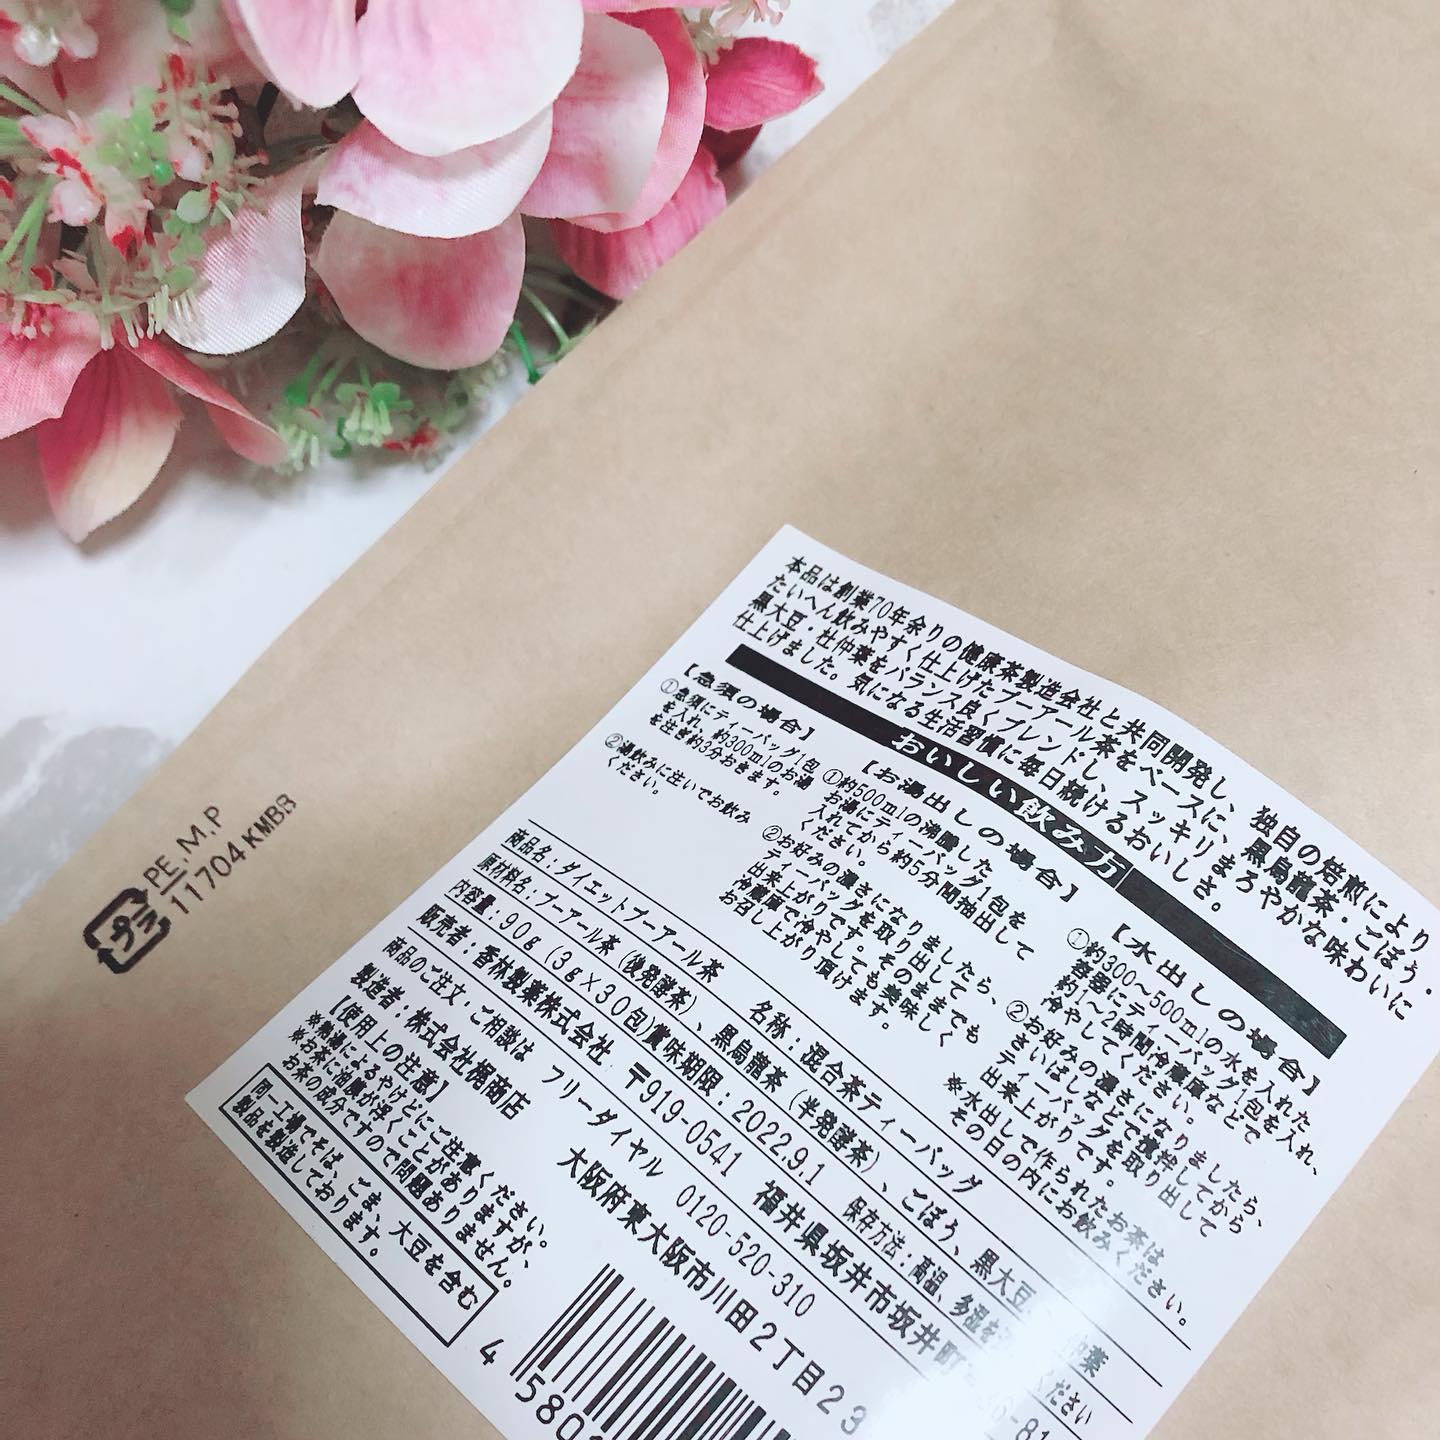 本品は創業70年余りの健康茶製造会社と共同開発し、独自の焙煎により
たいへん飲みやすく仕上げたプーアール茶をベースに、黒烏龍茶・ごぼう・
黒大豆・杜仲葉をバランス良くブレンドし、スッキリまろやかな味わいに
仕上げました。気になる生活習慣に毎日続けるおいしさ。
おいしい飲み方
【急須の場合】
①急須にティーバッグ1包
を入れ、約300mlのお湯
を注ぎ約3分おきます。
②湯飲みに注いでお飲み
ください。
【お湯出しの場合】
①約500mlの沸騰した
お湯にティーバッグ1包を
入れてから約5分間抽出して
ください。
②お好みの濃さになりましたら、
ティーバッグを取り出して
出来上がりです。そのままでも
冷蔵庫で冷やしても美味しく
お召し上がり頂けます。
【水出しの場合】
①約300~500mlの水を入れた
容器にティーバッグ1包を入れ、
約1~2時間冷蔵庫などで
冷やしてください。
②お好みの濃さになりましたら、
さいばしなどで撹拌してから
ティーバッグを取り出して
出来上がりです。
※水出しで作られたお茶は
その日の内にお飲みください。
商品名:ダイエットプーアール茶 名称:混合茶ティーバッグ
原材料名:プーアール茶(後発酵茶)、黒烏龍茶(半発酵茶)、ごぼう、黒大豆、
内容量:90g(3g×30包)賞味期限:2022.9.1 保存方法:高温、多湿を ください
販売者:香林製薬株式会社 〒919-0541 福井県坂井市坂井町
商品のご注文・ご相談は フリーダイヤル 0120-520-310
製造者:株式会社梶商店 大阪府東大阪市川田2丁目23
【使用上の注意】
※熱湯によるやけどにご注意ください。
※お茶に油膜が浮くことがありますが、
お茶の成分ですので問題ありません。
同一工場でそば、ごま、大豆を含む
製品を製造しております。
4 5802
プラ
PE,M,P
11704 KMBB